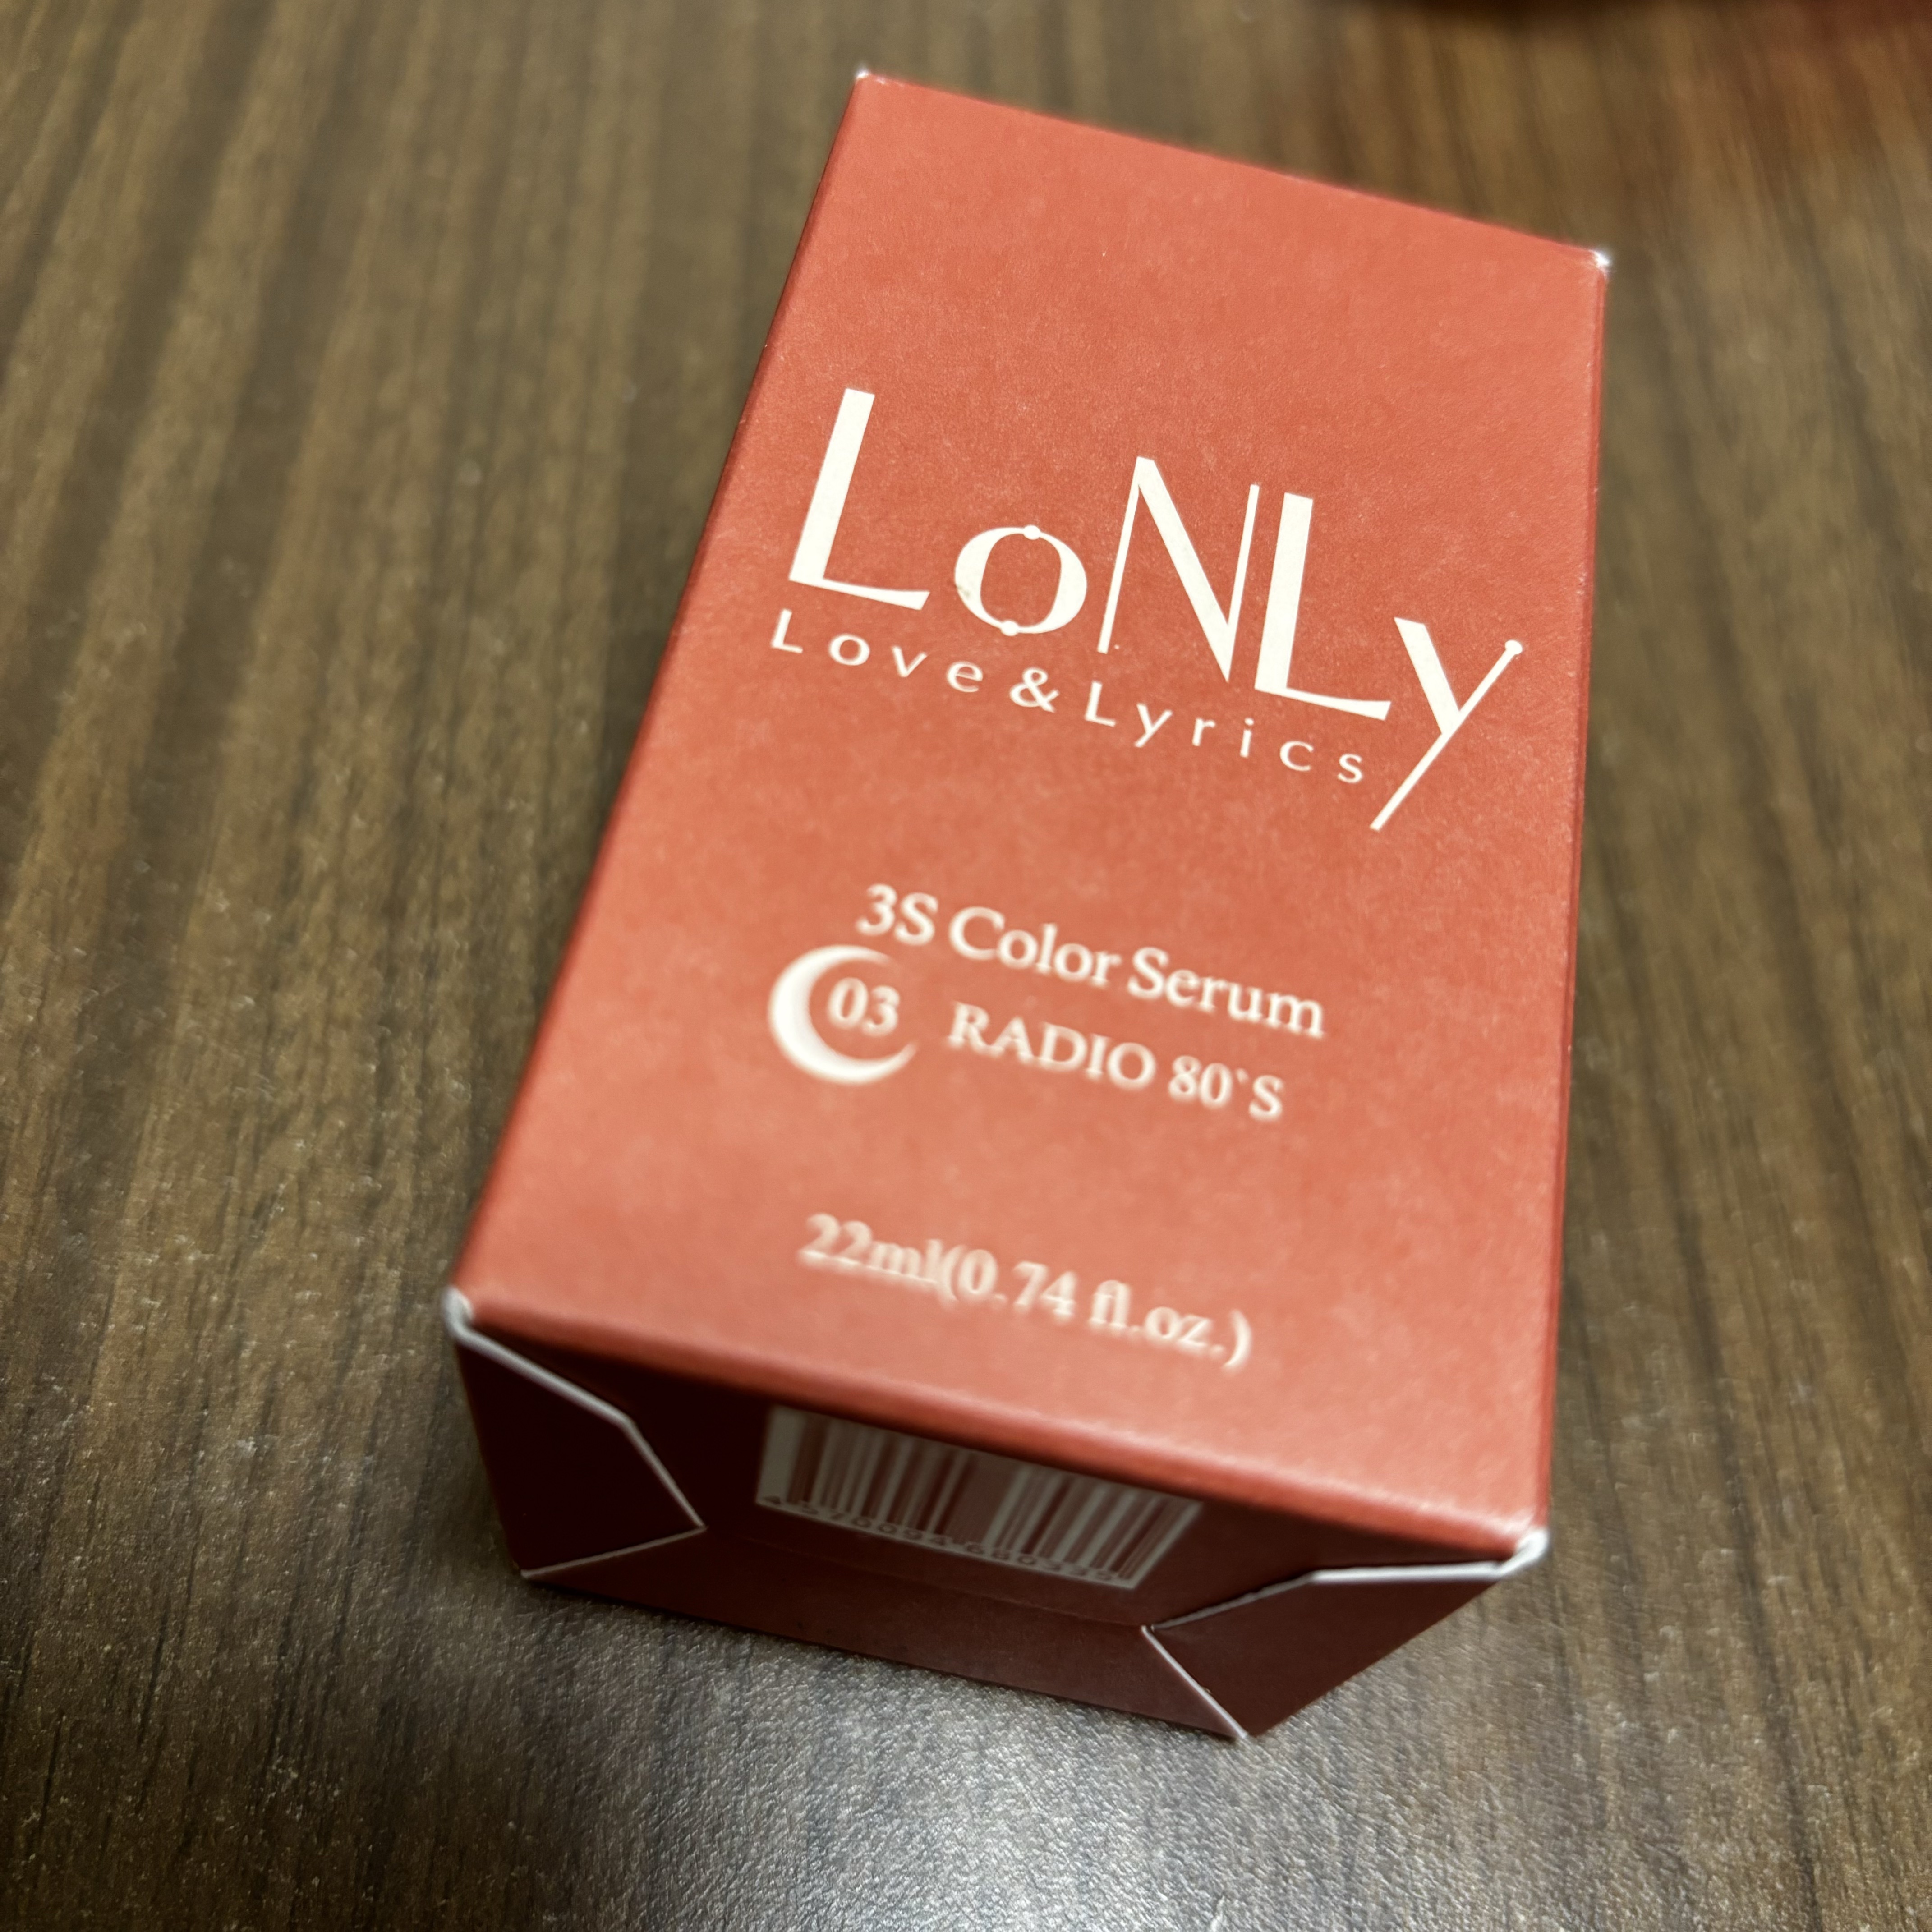 LoNLy
Love&Lyrics
3S Color Serum
03 RADIO 80`S
22ml(0.74 fl.oz.)